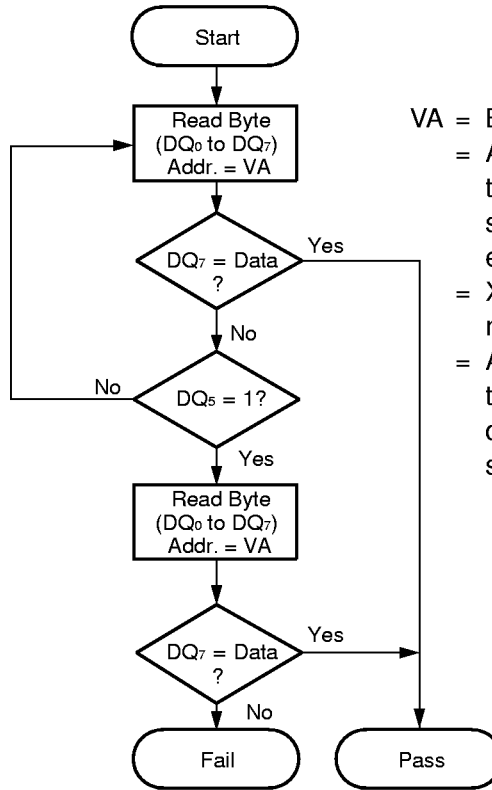 Start
Read Byte
(DQ₀ to DQ₇)
Addr. = VA
DQ₇ = Data
?
Yes
No
DQ₅ = 1?
No
Yes
Read Byte
(DQ₀ to DQ₇)
Addr. = VA
DQ₇ = Data
?
Yes
No
Fail
Pass
VA =
=
=
=